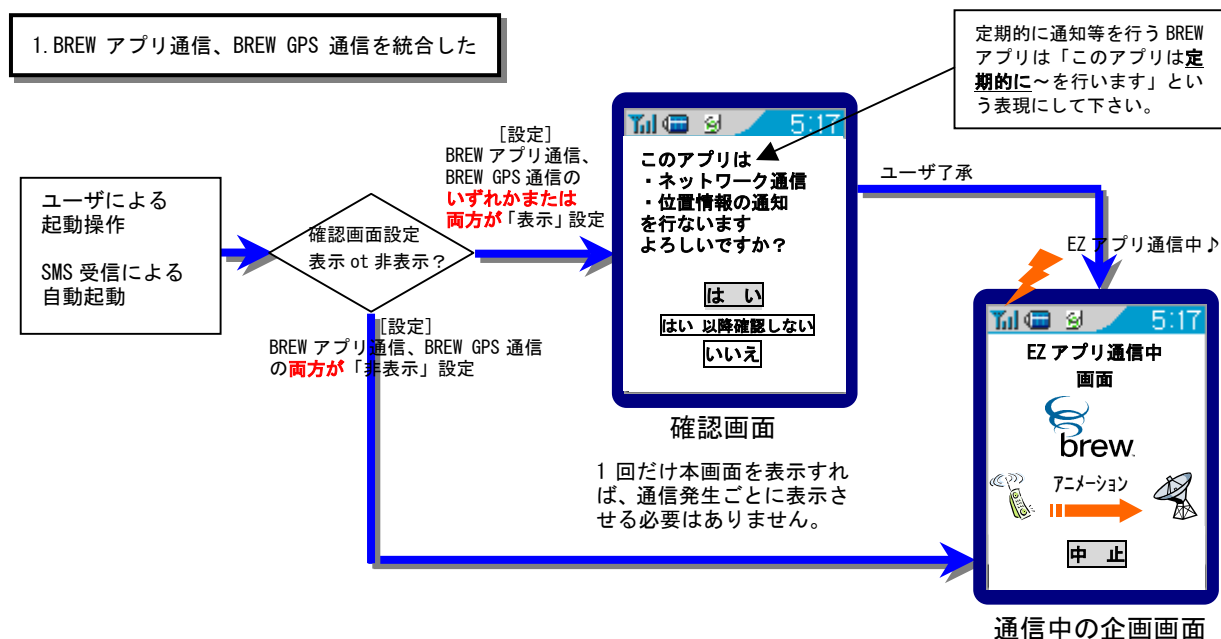 1.BREW アプリ通信、BREW GPS 通信を統合した
定期的に通知等を行う BREW
アプリは「このアプリは定
期的に～を行います」とい
う表現にして下さい。
ユーザによる
起動操作
SMS 受信による
自動起動
確認画面設定
表示 ot 非表示？
[設定]
BREW アプリ通信、
BREW GPS 通信の
いずれかまたは
両方が「表示」設定
[設定]
BREW アプリ通信、BREW GPS 通信
の両方が「非表示」設定
5:17
このアプリは
・ネットワーク通信
・位置情報の通知
を行ないます
よろしいですか？
は い
はい 以降確認しない
いいえ
確認画面
1 回だけ本画面を表示すれ
ば、通信発生ごとに表示さ
せる必要はありません。
ユーザ了承
EZ アプリ通信中♪
5:17
EZ アプリ通信中
画面
brew
アニメーション
中 止
通信中の企画画面